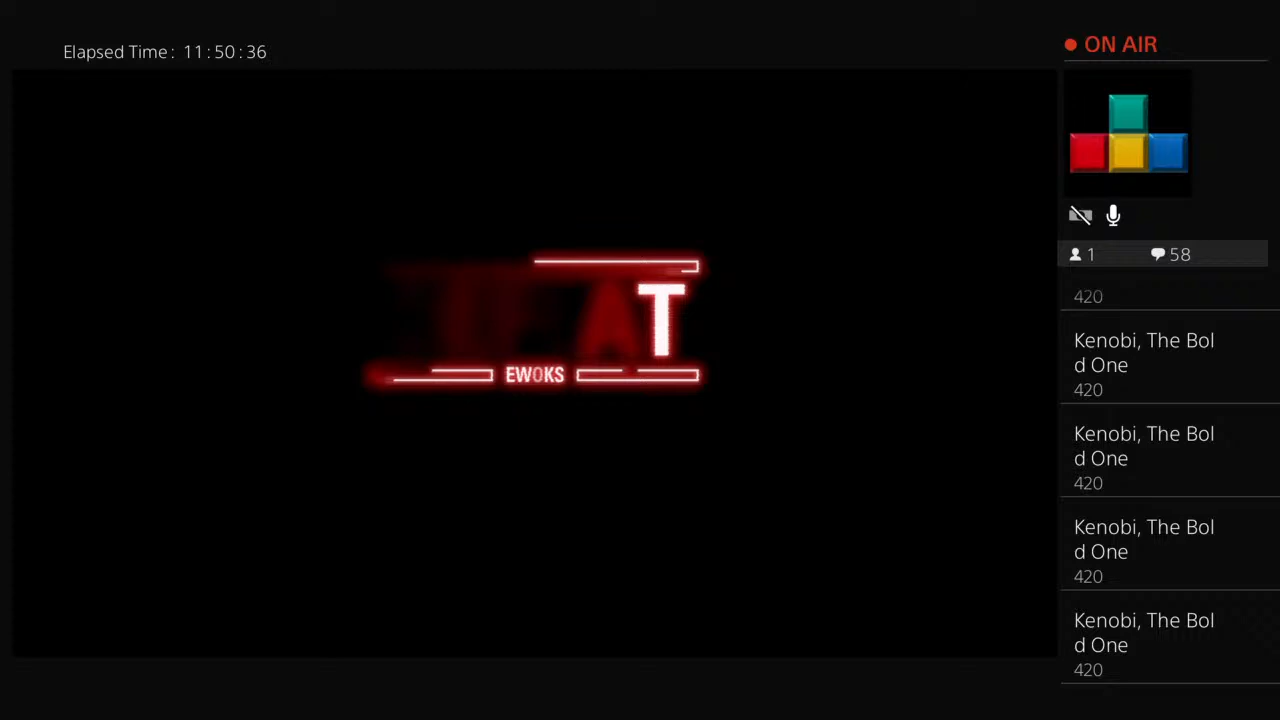 Elapsed Time: 11:50:36
ON AIR
1
58
420
Kenobi, The Bol
d One
420
Kenobi, The Bol
d One
420
Kenobi, The Bol
d One
420
Kenobi, The Bol
d One
420
AT
EWOKS